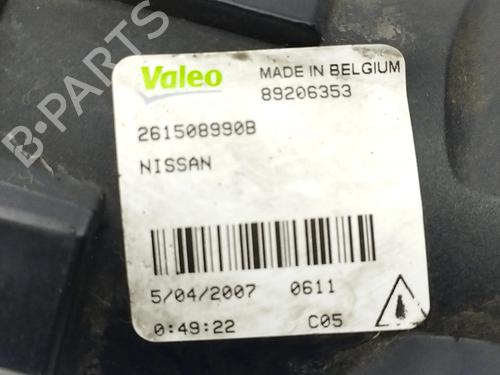 Valeo
MADE IN BELGIUM
89206353
261508990B
NISSAN
5/04/2007 0611
0:49:22 C05
B-PARTS